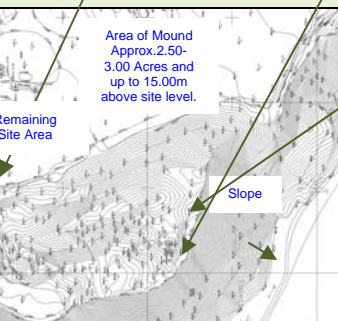 Area of Mound
Approx.2.50-
3.00 Acres and
up to 15.00m
above site level.
Remaining
Site Area
Slope